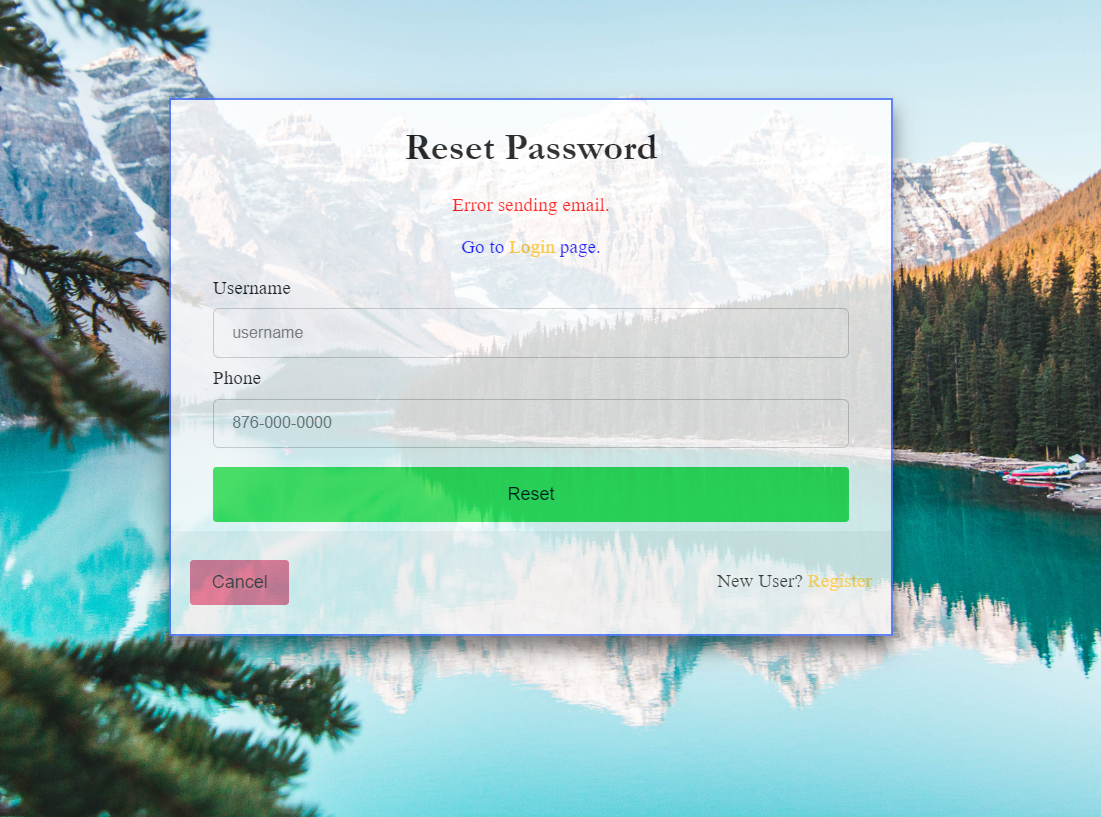 Reset Password
Error sending email.
Go to Login page.
Username
username
Phone
876-000-0000
Reset
Cancel
New User? Register